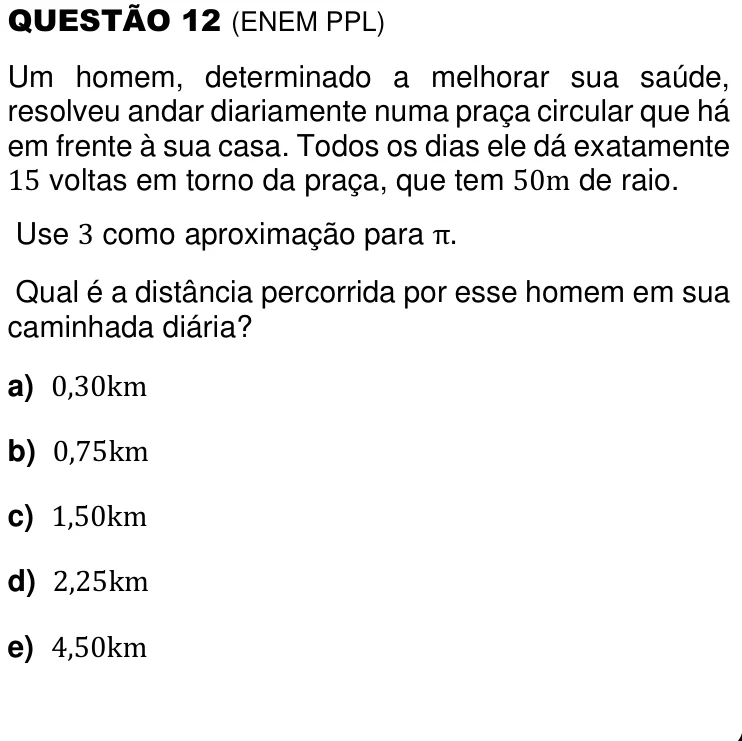 QUESTÃO 12 (ENEM PPL)
Um homem, determinado a melhorar sua saúde,
resolveu andar diariamente numa praça circular que há
em frente à sua casa. Todos os dias ele dá exatamente
15 voltas em torno da praça, que tem 50m de raio.
Use 3 como aproximação para π.
Qual é a distância percorrida por esse homem em sua
caminhada diária?
a) 0,30km
b) 0,75km
c) 1,50km
d) 2,25km
e) 4,50km